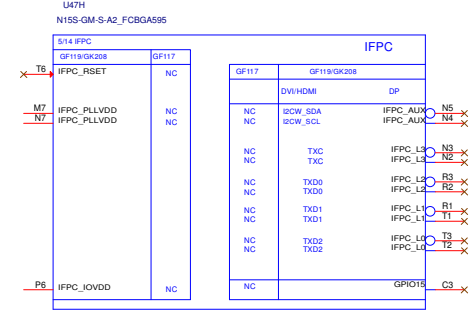 U47H
N15S-GM-S-A2_FCBGA595
5/14 IFPC
IFPC
GF119/GK208 GF117
T6 IFPC_RSET NC
GF117 GF119/GK208
DVI/HDMI DP
M7 IFPC_PLLVDD NC
N7 IFPC_PLLVDD NC
NC I2CW_SDA IFPC_AUX N5
NC I2CW_SCL IFPC_AUX N4
NC TXC IFPC_L3 N3
NC TXC IFPC_L3 N2
NC TXD0 IFPC_L2 R3
NC TXD0 IFPC_L2 R2
NC TXD1 IFPC_L1 R1
NC TXD1 IFPC_L1 T1
NC TXD2 IFPC_L0 T3
NC TXD2 IFPC_L0 T2
P6 IFPC_IOVDD NC
NC GPIO15 C3